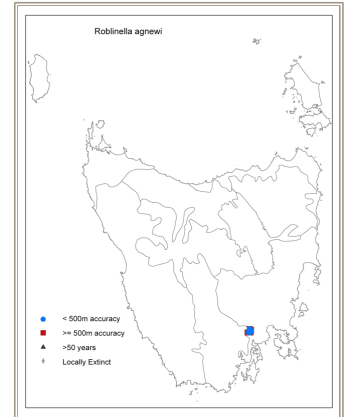 Roblinella agnewi
< 500m accuracy
>= 500m accuracy
>50 years
Locally Extinct